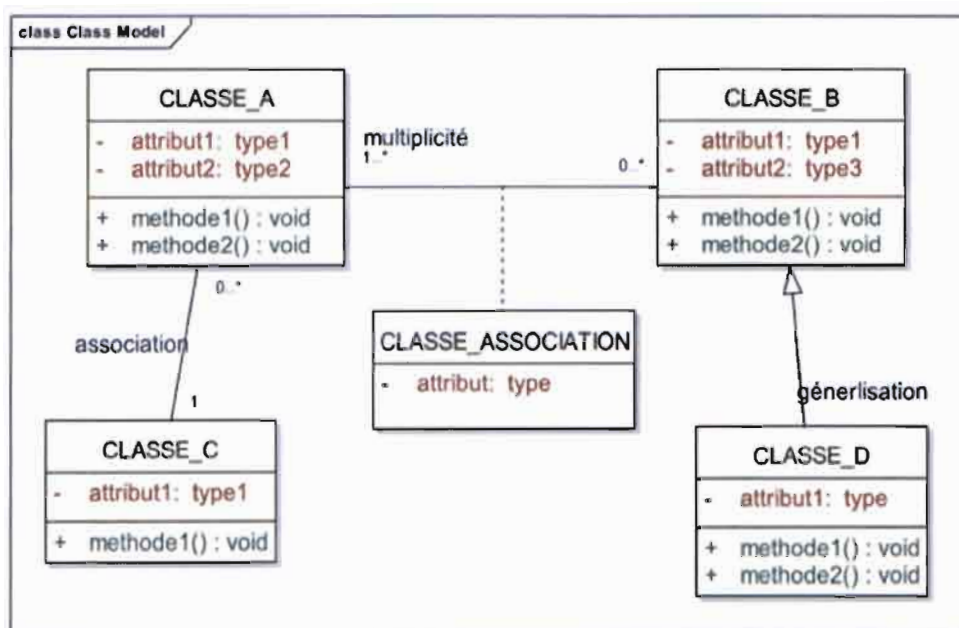 class Class Model
CLASSE_A
- attribut1: type1
- attribut2: type2
+ methode1() : void
+ methode2() : void
multiplicité
1..*
0..*
CLASSE_B
- attribut1: type1
- attribut2: type3
+ methode1() : void
+ methode2() : void
0..*
association
1
CLASSE_ASSOCIATION
- attribut: type
génerlisation
CLASSE_C
- attribut1: type1
+ methode1() : void
CLASSE_D
- attribut1: type
+ methode1() : void
+ methode2() : void